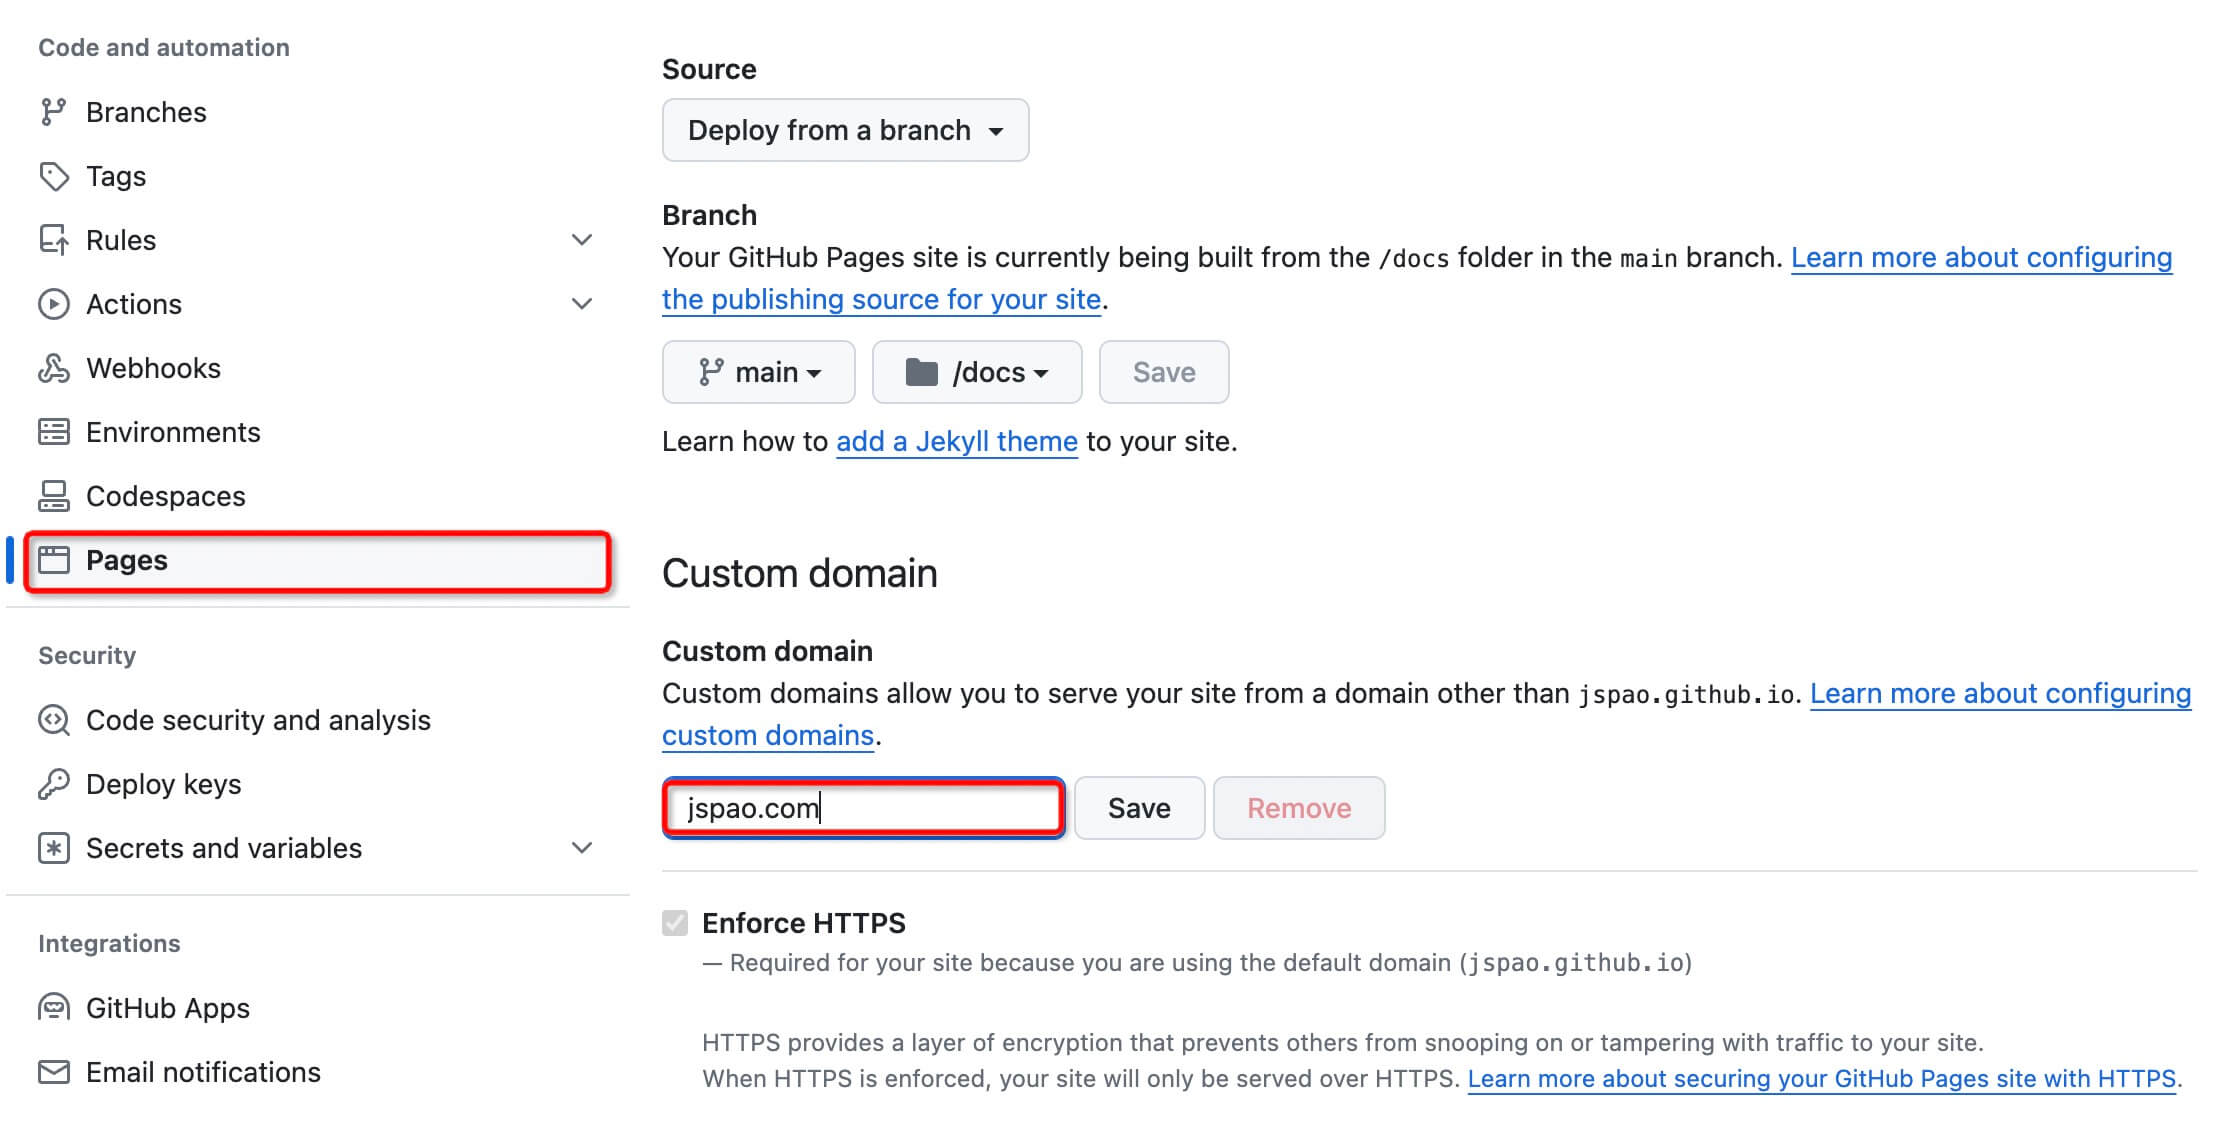 Code and automation
Branches
Tags
Rules
Actions
Webhooks
Environments
Codespaces
Pages
Security
Code security and analysis
Deploy keys
Secrets and variables
Integrations
GitHub Apps
Email notifications
Source
Deploy from a branch
Branch
Your GitHub Pages site is currently being built from the /docs folder in the main branch. Learn more about configuring
the publishing source for your site.
main /docs Save
Learn how to add a Jekyll theme to your site.
Custom domain
Custom domain
Custom domains allow you to serve your site from a domain other than jspao.github.io. Learn more about configuring
custom domains.
jspao.com Save Remove
Enforce HTTPS
— Required for your site because you are using the default domain (jspao.github.io)
HTTPS provides a layer of encryption that prevents others from snooping on or tampering with traffic to your site.
When HTTPS is enforced, your site will only be served over HTTPS. Learn more about securing your GitHub Pages site with HTTPS.